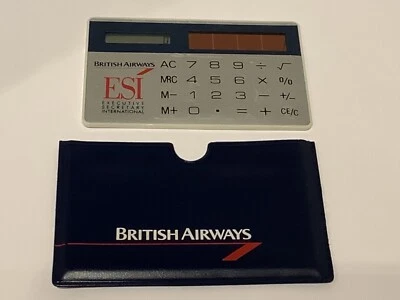 BRITISH AIRWAYS
ESI
EXECUTIVE
SECRETARY
INTERNATIONAL
AC 7 8 9 ÷ √
MRC 4 5 6 × %
M- 1 2 3 - +/-
M+ 0 · = + CE/C
BRITISH AIRWAYS